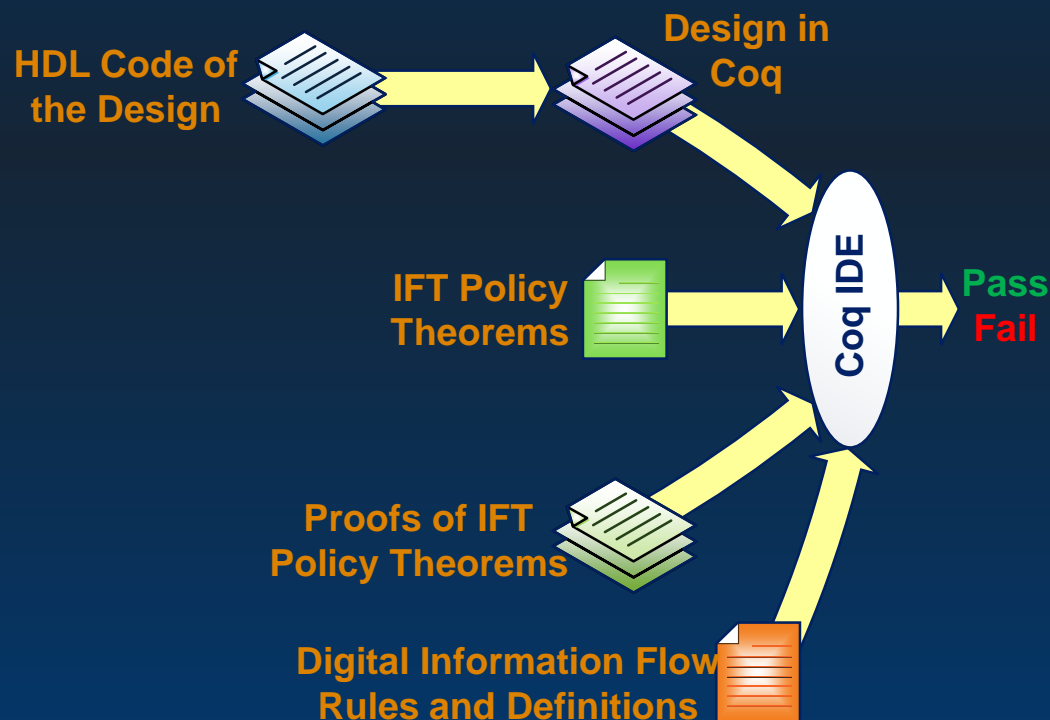 HDL Code of
the Design
Design in
Coq
IFT Policy
Theorems
Coq IDE
Pass
Fail
Proofs of IFT
Policy Theorems
Digital Information Flow
Rules and Definitions